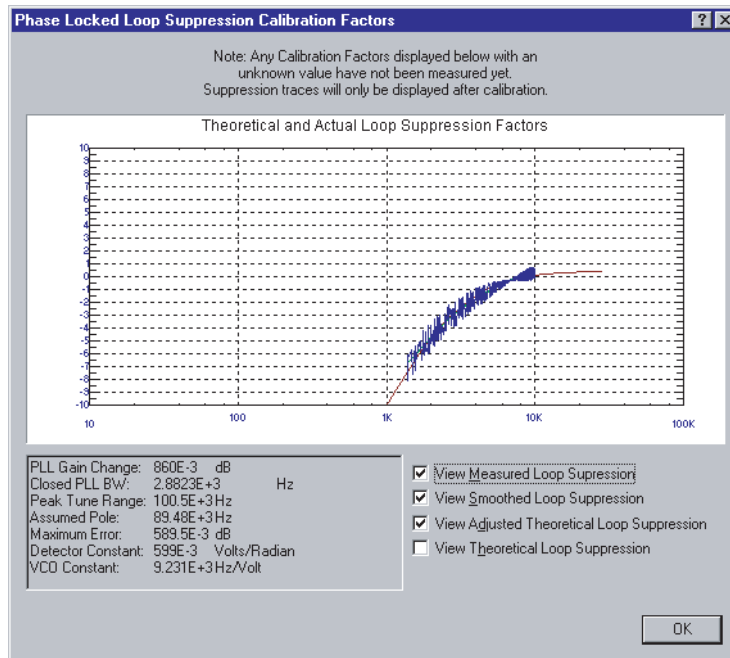 Phase Locked Loop Suppression Calibration Factors
Note: Any Calibration Factors displayed below with an
unknown value have not been measured yet.
Suppression traces will only be displayed after calibration.
Theoretical and Actual Loop Suppression Factors
10
9
8
7
6
5
4
3
2
1
0
-1
-2
-3
-4
-5
-6
-7
-8
-9
-10
10
100
1K
10K
100K
PLL Gain Change: 860E-3 dB
Closed PLL BW: 2.8823E+3 Hz
Peak Tune Range: 100.5E+3 Hz
Assumed Pole: 89.48E+3 Hz
Maximum Error: 589.5E-3 dB
Detector Constant: 599E-3 Volts/Radian
VCO Constant: 9.231E+3 Hz/Volt
View Measured Loop Supression
View Smoothed Loop Suppression
View Adjusted Theoretical Loop Suppression
View Theoretical Loop Suppression
OK